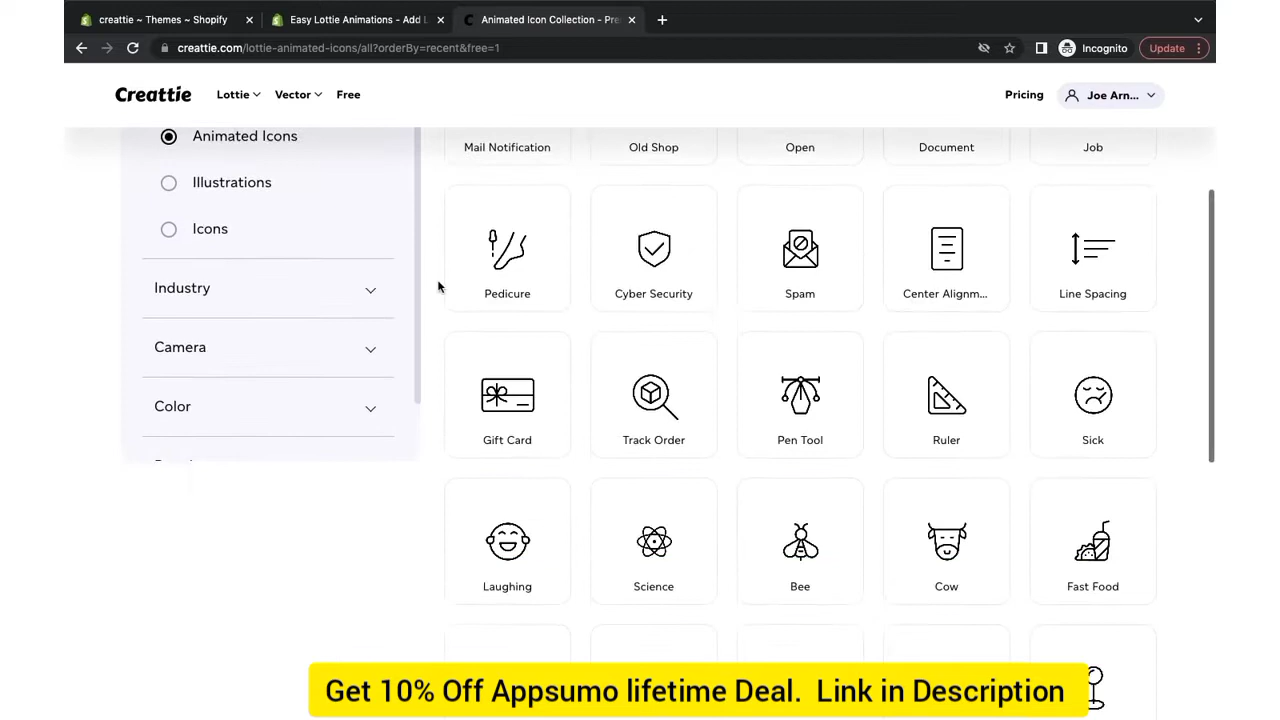 creattie ~ Themes ~ Shopify
Easy Lottie Animations - Add L
Animated Icon Collection - Pre
creattie.com/lottie-animated-icons/all?orderBy=recent&free=1
Incognito
Update
Creattie
Lottie
Vector
Free
Pricing
Joe Arn...
Animated Icons
Illustrations
Icons
Industry
Camera
Color
Mail Notification
Old Shop
Open
Document
Job
Pedicure
Cyber Security
Spam
Center Alignm...
Line Spacing
Gift Card
Track Order
Pen Tool
Ruler
Sick
Laughing
Science
Bee
Cow
Fast Food
Get 10% Off Appsumo lifetime Deal. Link in Description